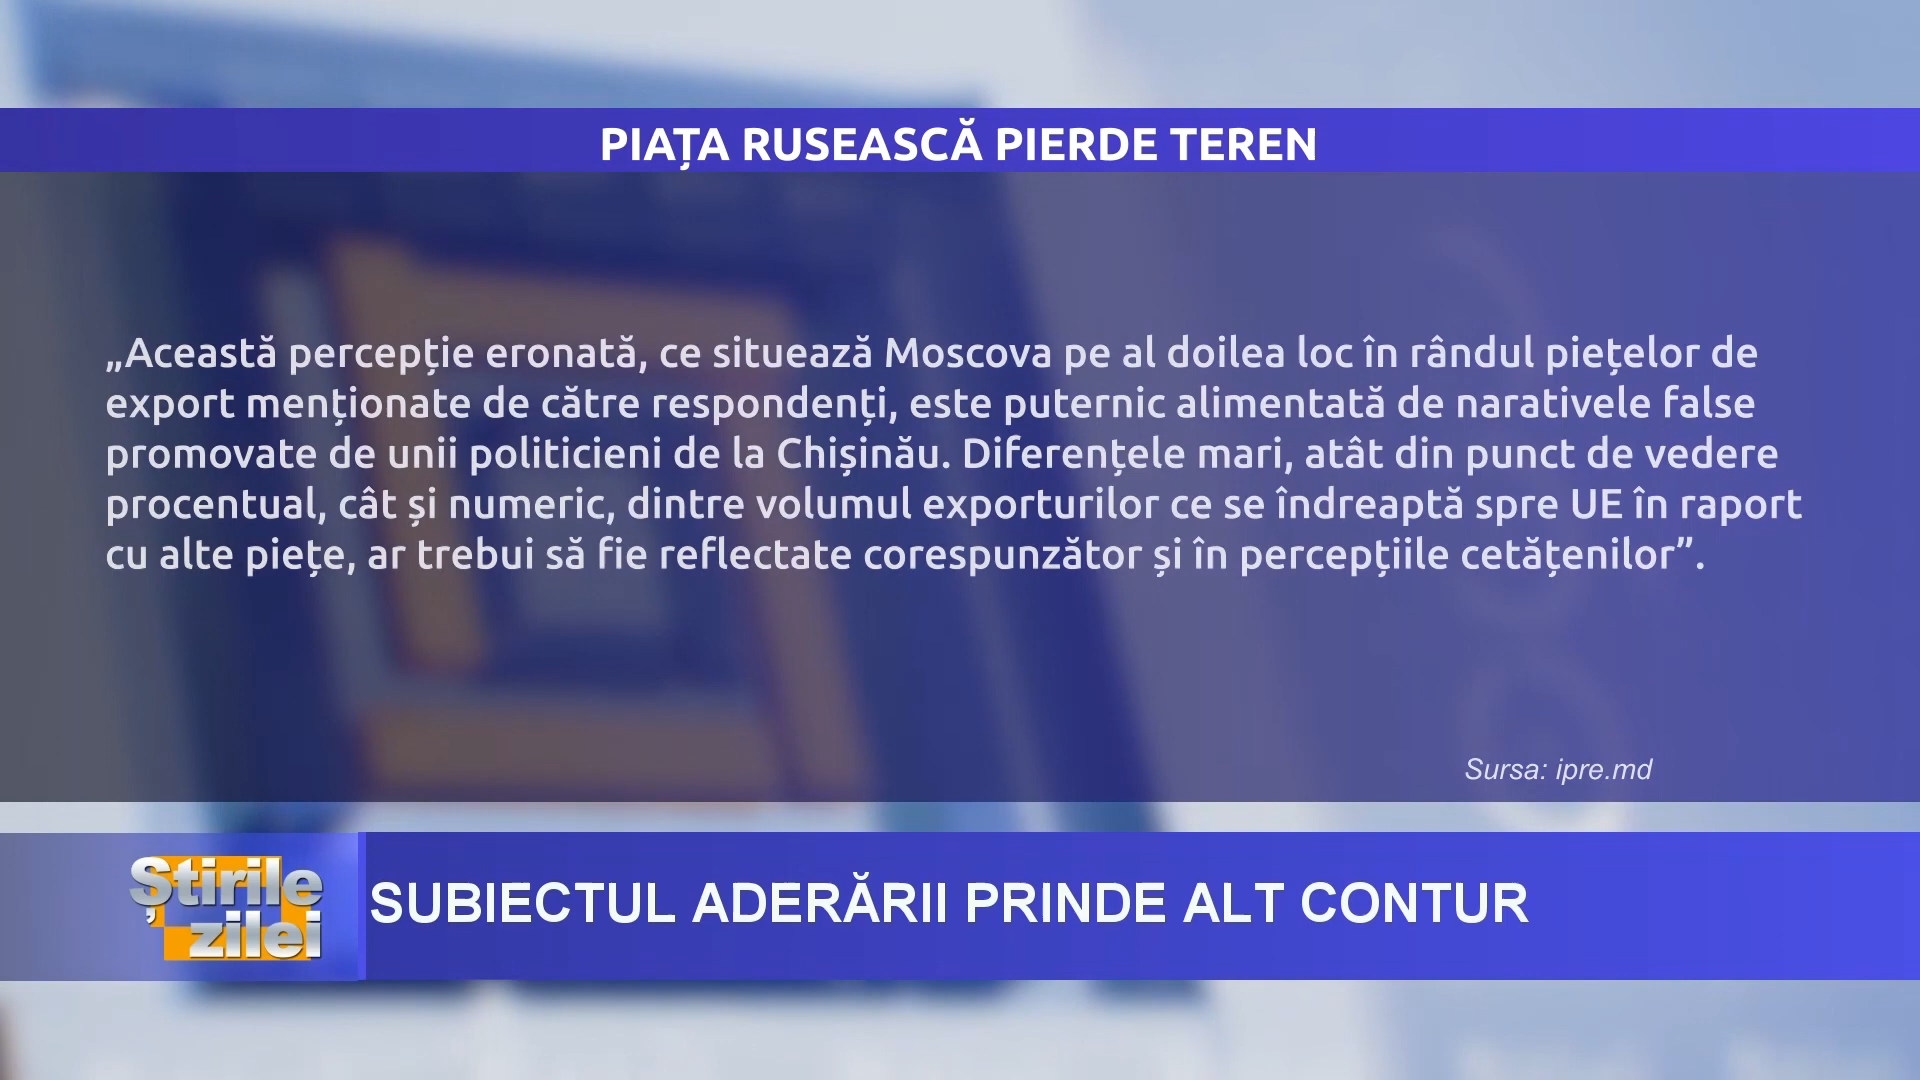 PIAȚA RUSEASCĂ PIERDE TEREN
„Această percepție eronată, ce situează Moscova pe al doilea loc în rândul piețelor de
export menționate de către respondenți, este puternic alimentată de narativele false
promovate de unii politicieni de la Chișinău. Diferențele mari, atât din punct de vedere
procentual, cât și numeric, dintre volumul exporturilor ce se îndreaptă spre UE în raport
cu alte piețe, ar trebui să fie reflectate corespunzător și în percepțiile cetățenilor”.
Sursa: ipre.md
Știrile
zilei
SUBIECTUL ADERĂRII PRINDE ALT CONTUR